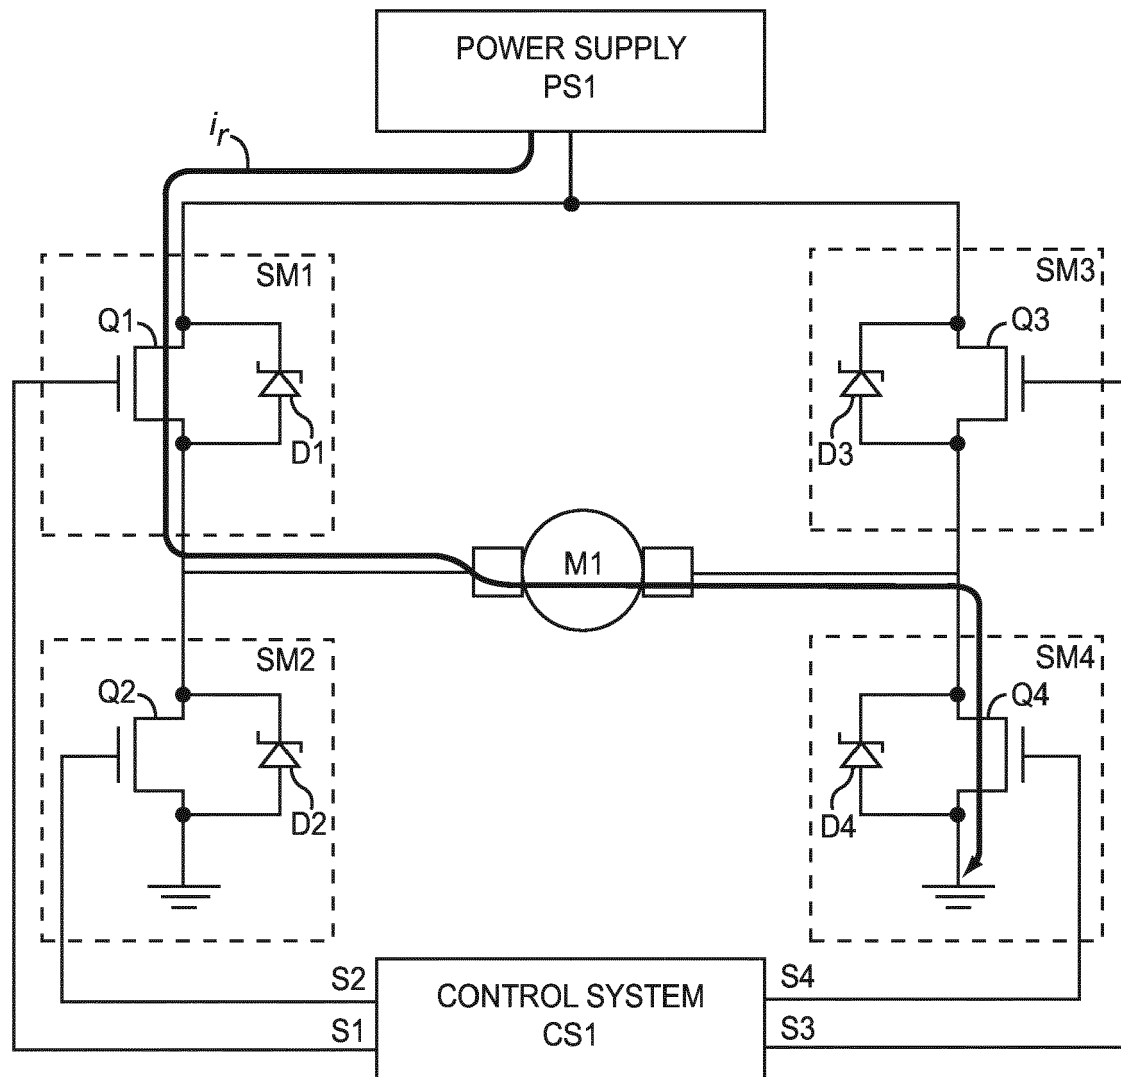 POWER SUPPLY
PS1
ir
SM1
SM3
Q1
Q3
D1
D3
M1
SM2
SM4
Q2
Q4
D2
D4
S2
S4
CONTROL SYSTEM
S1
CS1
S3